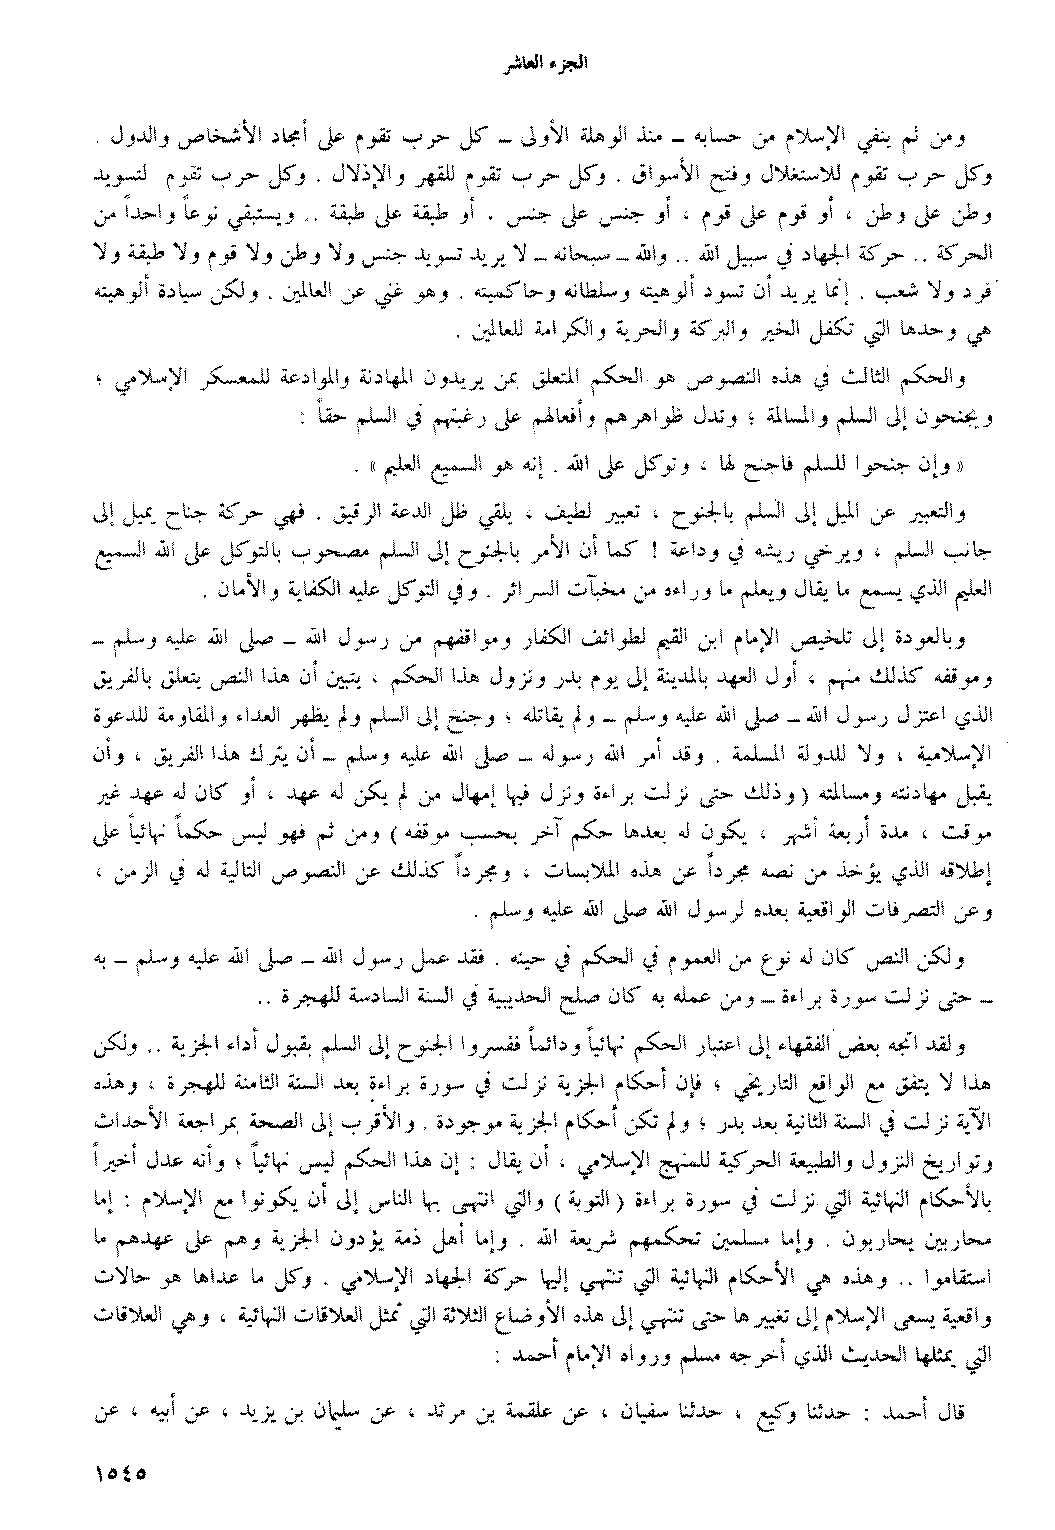 الجزء العاشر
ومن ثم ينفي الإسلام من حسابه – منذ الوهلة الأولى – كل حرب تقوم على أمجاد الأشخاص والدول .
وكل حرب تقوم للاستغلال وفتح الأسواق . وكل حرب تقوم للقهر والإذلال . وكل حرب تقوم لتسويد
وطن على وطن ، أو قوم على قوم ، أو جنس على جنس . أو طبقة على طبقة .. ويستبقي نوعاً واحداً من
الحركة .. حركة الجهاد في سبيل الله .. والله – سبحانه – لا يريد تسويد جنس ولا وطن ولا قوم ولا طبقة ولا
فرد ولا شعب . إنما يريد أن تسود ألوهيته وسلطانه وحاكميته . وهو غني عن العالمين . ولكن سيادة ألوهيته
هي وحدها التي تكفل الخير والبركة والحرية والكرامة للعالمين .
والحكم الثالث في هذه النصوص هو الحكم المتعلق بمن يريدون المهادنة والموادعة للمعسكر الإسلامي ؛
ويجنحون إلى السلم والمسالمة ؛ وتدل ظواهرهم وأفعالهم على رغبتهم في السلم حقاً :
« وإن جنحوا للسلم فاجنح لها ، وتوكل على الله . إنه هو السميع العليم » .
والتعبير عن الميل إلى السلم بالجنوح ، تعبير لطيف ، يلقي ظل الدعة الرقيق . فهي حركة جناح يميل إلى
جانب السلم ، ويرخي ريشه في وداعة ! كما أن الأمر بالجنوح إلى السلم مصحوب بالتوكل على الله السميع
العليم الذي يسمع ما يقال ويعلم ما وراءه من مخبآت السرائر . وفي التوكل عليه الكفاية والأمان .
وبالعودة إلى تلخيص الإمام ابن القيم لطوائف الكفار ومواقفهم من رسول الله – صلى الله عليه وسلم –
وموقفه كذلك منهم ، أول العهد بالمدينة إلى يوم بدر ونزول هذا الحكم ، يتبين أن هذا النص يتعلق بالفريق
الذي اعتزل رسول الله – صلى الله عليه وسلم – ولم يقاتله ؛ وجنح إلى السلم ولم يظهر العداء والمقاومة للدعوة
الإسلامية ، ولا للدولة المسلمة . وقد أمر الله رسوله – صلى الله عليه وسلم – أن يترك هذا الفريق ، وأن
يقبل مهادنته ومسالمته ( وذلك حتى نزلت براءة ونزل فيها إمهال من لم يكن له عهد ، أو كان له عهد غير
موقت ، مدة أربعة أشهر ، يكون له بعدها حكم آخر بحسب موقفه ) ومن ثم فهو ليس حكماً نهائياً على
إطلاقه الذي يؤخذ من نصه مجرداً عن هذه الملابسات ، ومجرداً كذلك عن النصوص التالية له في الزمن ،
وعن التصرفات الواقعية بعده لرسول الله صلى الله عليه وسلم .
ولكن النص كان له نوع من العموم في الحكم في حينه . فقد عمل رسول الله – صلى الله عليه وسلم – به
– حتى نزلت سورة براءة – ومن عمله به كان صلح الحديبية في السنة السادسة للهجرة ..
ولقد اتجه بعض الفقهاء إلى اعتبار الحكم نهائياً ودائماً ففسروا الجنوح إلى السلم بقبول أداء الجزية .. ولكن
هذا لا يتفق مع الواقع التاريخي ؛ فإن أحكام الجزية نزلت في سورة براءة بعد السنة الثامنة للهجرة ، وهذه
الآية نزلت في السنة الثانية بعد بدر ؛ ولم تكن أحكام الجزية موجودة . والأقرب إلى الصحة بمراجعة الأحداث
وتواريخ النزول والطبيعة الحركية للمنهج الإسلامي ، أن يقال : إن هذا الحكم ليس نهائياً ؛ وأنه عدل أخيراً
بالأحكام النهائية التي نزلت في سورة براءة ( التوبة ) والتي انتهى بها الناس إلى أن يكونوا مع الإسلام : إما
محاربين يحاربون . وإما مسلمين تحكمهم شريعة الله . وإما أهل ذمة يؤدون الجزية وهم على عهدهم ما
استقاموا .. وهذه هي الأحكام النهائية التي تنتهي إليها حركة الجهاد الإسلامي . وكل ما عداها هو حالات
واقعية يسعى الإسلام إلى تغييرها حتى تنتهي إلى هذه الأوضاع الثلاثة التي تمثل العلاقات النهائية ، وهي العلاقات
التي يمثلها الحديث الذي أخرجه مسلم ورواه الإمام أحمد :
قال أحمد : حدثنا وكيع ، حدثنا سفيان ، عن علقمة بن مرثد ، عن سليمان بن يزيد ، عن أبيه ، عن
١٥٤٥